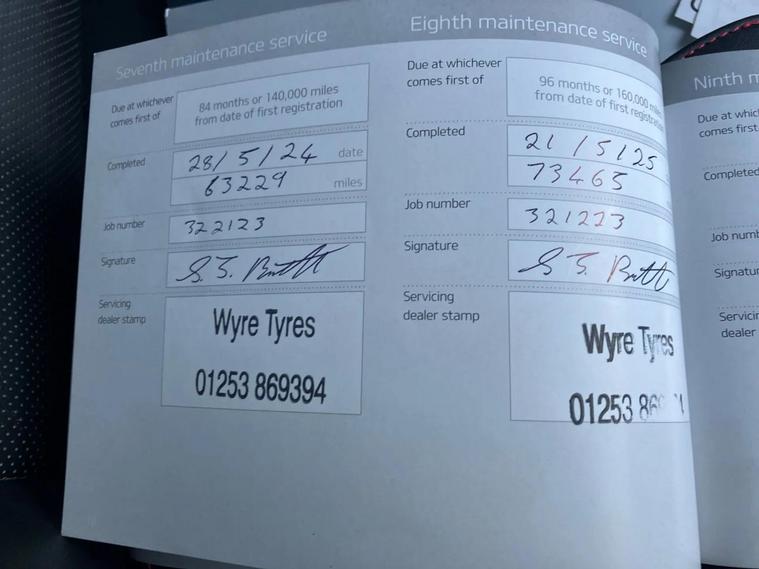 Seventh maintenance service
Due at whichever
comes first of
84 months or 140,000 miles
from date of first registration
Completed
28/5/24 date
63229 miles
Job number
322123
Signature
Servicing
dealer stamp
Wyre Tyres
01253 869394
Eighth maintenance service
Due at whichever
comes first of
96 months or 160,000 miles
from date of first registration
Completed
21/5/25
73465
Job number
321223
Signature
Servicing
dealer stamp
Wyre Tyres
01253 86
Ninth
Due at
comes first
Completed
Job
Servicing
dealer